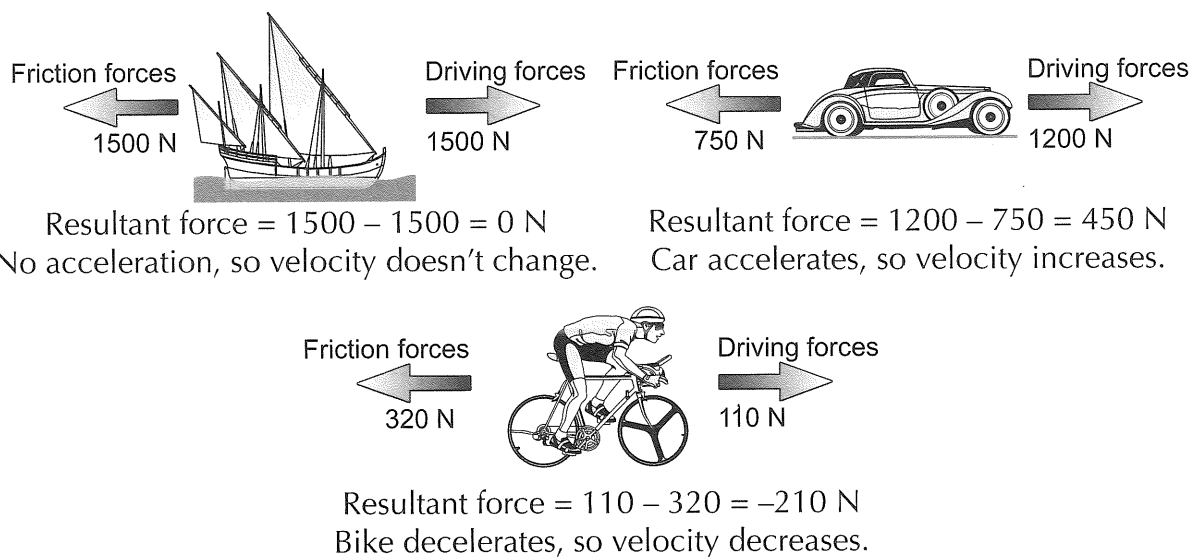 Friction forces
1500 N
Driving forces
1500 N
Resultant force = 1500 – 1500 = 0 N
No acceleration, so velocity doesn't change.
Friction forces
750 N
Driving forces
1200 N
Resultant force = 1200 – 750 = 450 N
Car accelerates, so velocity increases.
Friction forces
320 N
Driving forces
110 N
Resultant force = 110 – 320 = –210 N
Bike decelerates, so velocity decreases.